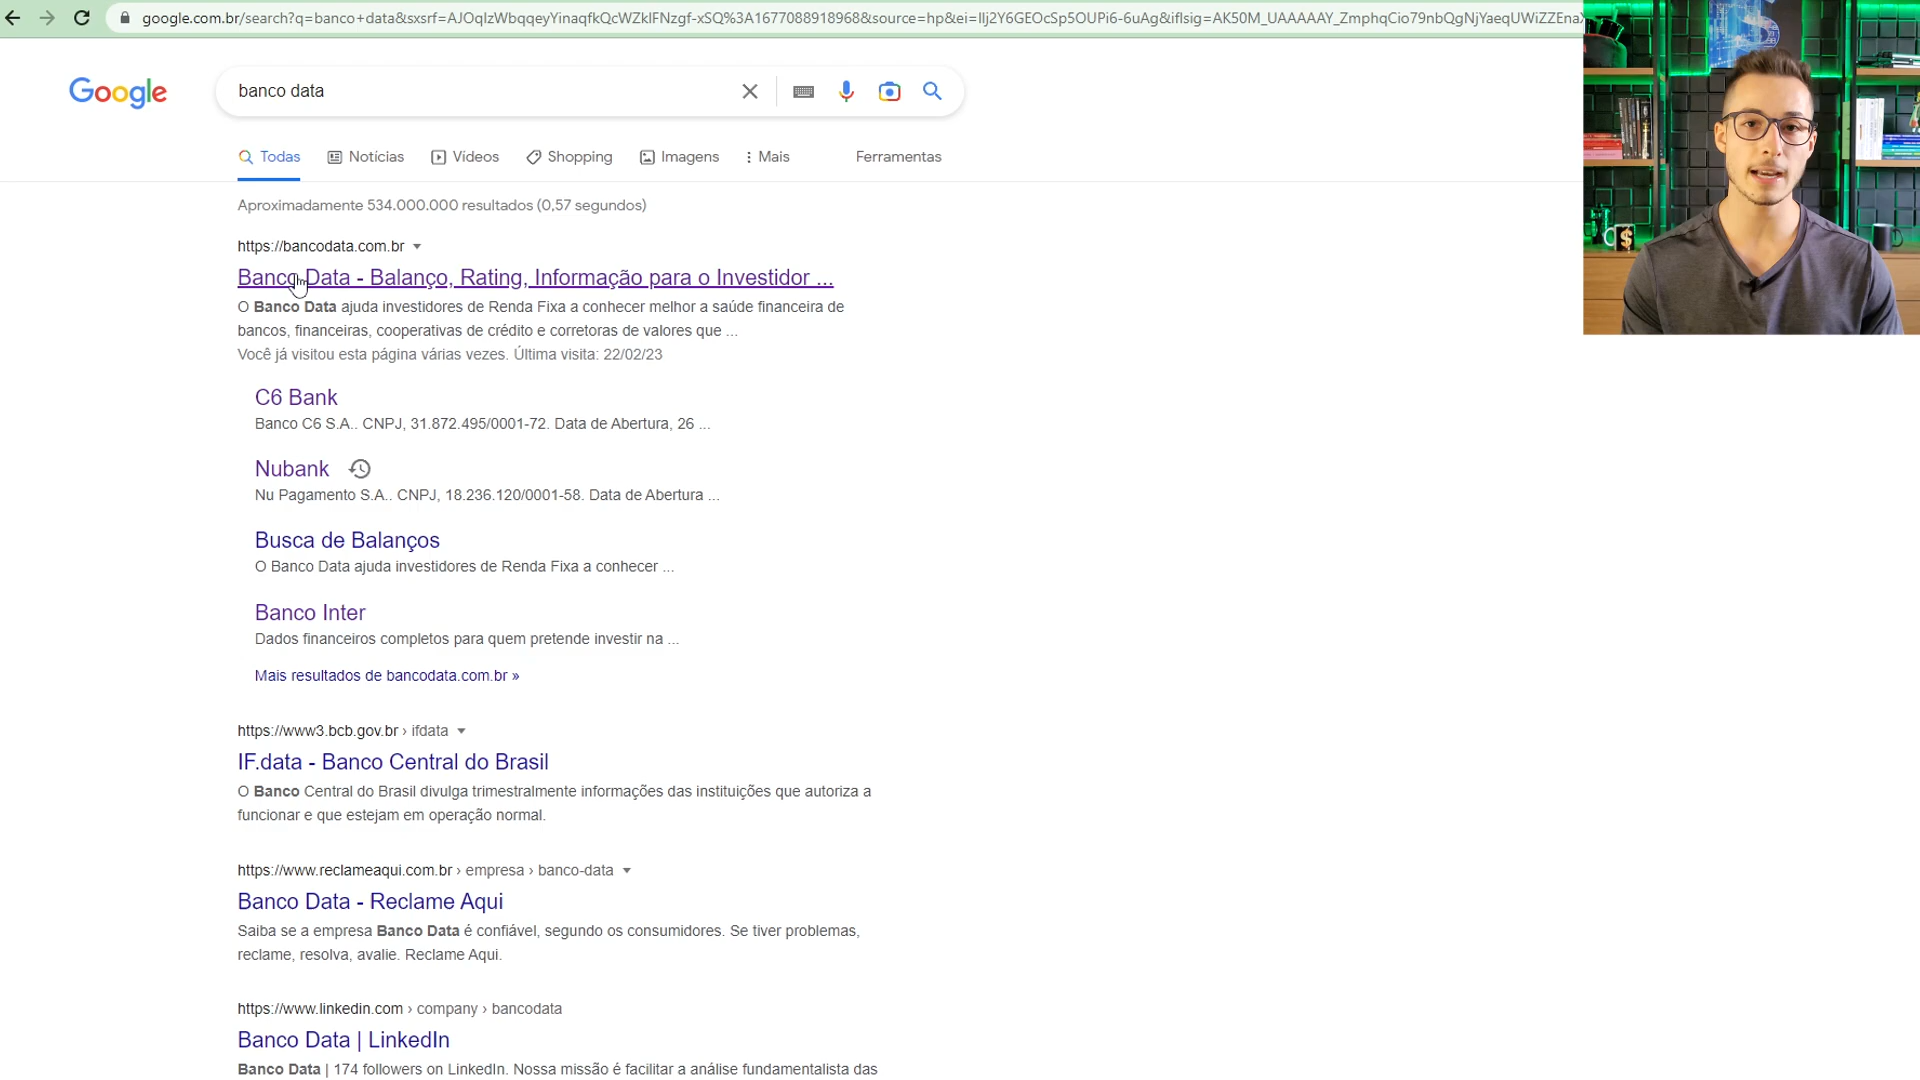 google.com.br/search?q=banco+data&sxsrf=AJOqIzWbqqeyYinaqfkQcWZklFNzgf-xSQ%3A1677088918968&source=hp&ei=Ilj2Y6GEOcSp5OUPi6-6uAg&iflsig=AK50M_UAAAAAY_ZmphqCio79nbQgNjYaeqUWiZZEnaX
Google
banco data
Todas
Notícias
Vídeos
Shopping
Imagens
Mais
Ferramentas
Aproximadamente 534.000.000 resultados (0,57 segundos)
https://bancodata.com.br
Banco Data - Balanço, Rating, Informação para o Investidor ...
O Banco Data ajuda investidores de Renda Fixa a conhecer melhor a saúde financeira de
bancos, financeiras, cooperativas de crédito e corretoras de valores que ...
Você já visitou esta página várias vezes. Última visita: 22/02/23
C6 Bank
Banco C6 S.A.. CNPJ, 31.872.495/0001-72. Data de Abertura, 26 ...
Nubank
Nu Pagamento S.A.. CNPJ, 18.236.120/0001-58. Data de Abertura ...
Busca de Balanços
O Banco Data ajuda investidores de Renda Fixa a conhecer ...
Banco Inter
Dados financeiros completos para quem pretende investir na ...
Mais resultados de bancodata.com.br »
https://www3.bcb.gov.br › ifdata
IF.data - Banco Central do Brasil
O Banco Central do Brasil divulga trimestralmente informações das instituições que autoriza a
funcionar e que estejam em operação normal.
https://www.reclameaqui.com.br › empresa › banco-data
Banco Data - Reclame Aqui
Saiba se a empresa Banco Data é confiável, segundo os consumidores. Se tiver problemas,
reclame, resolva, avalie. Reclame Aqui.
https://www.linkedin.com › company › bancodata
Banco Data | LinkedIn
Banco Data | 174 followers on LinkedIn. Nossa missão é facilitar a análise fundamentalista das